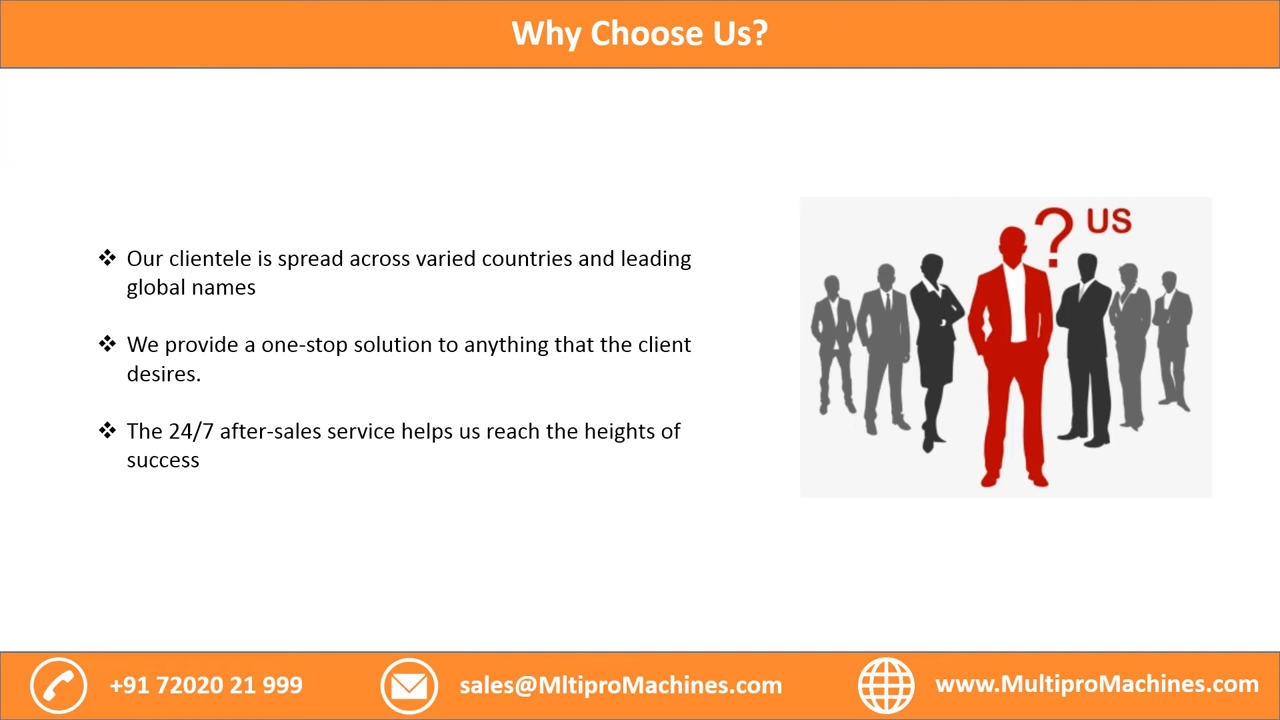 Why Choose Us?
? US
❖ Our clientele is spread across varied countries and leading
global names
❖ We provide a one-stop solution to anything that the client
desires.
❖ The 24/7 after-sales service helps us reach the heights of
success
+91 72020 21 999
sales@MltiproMachines.com
www.MultiproMachines.com